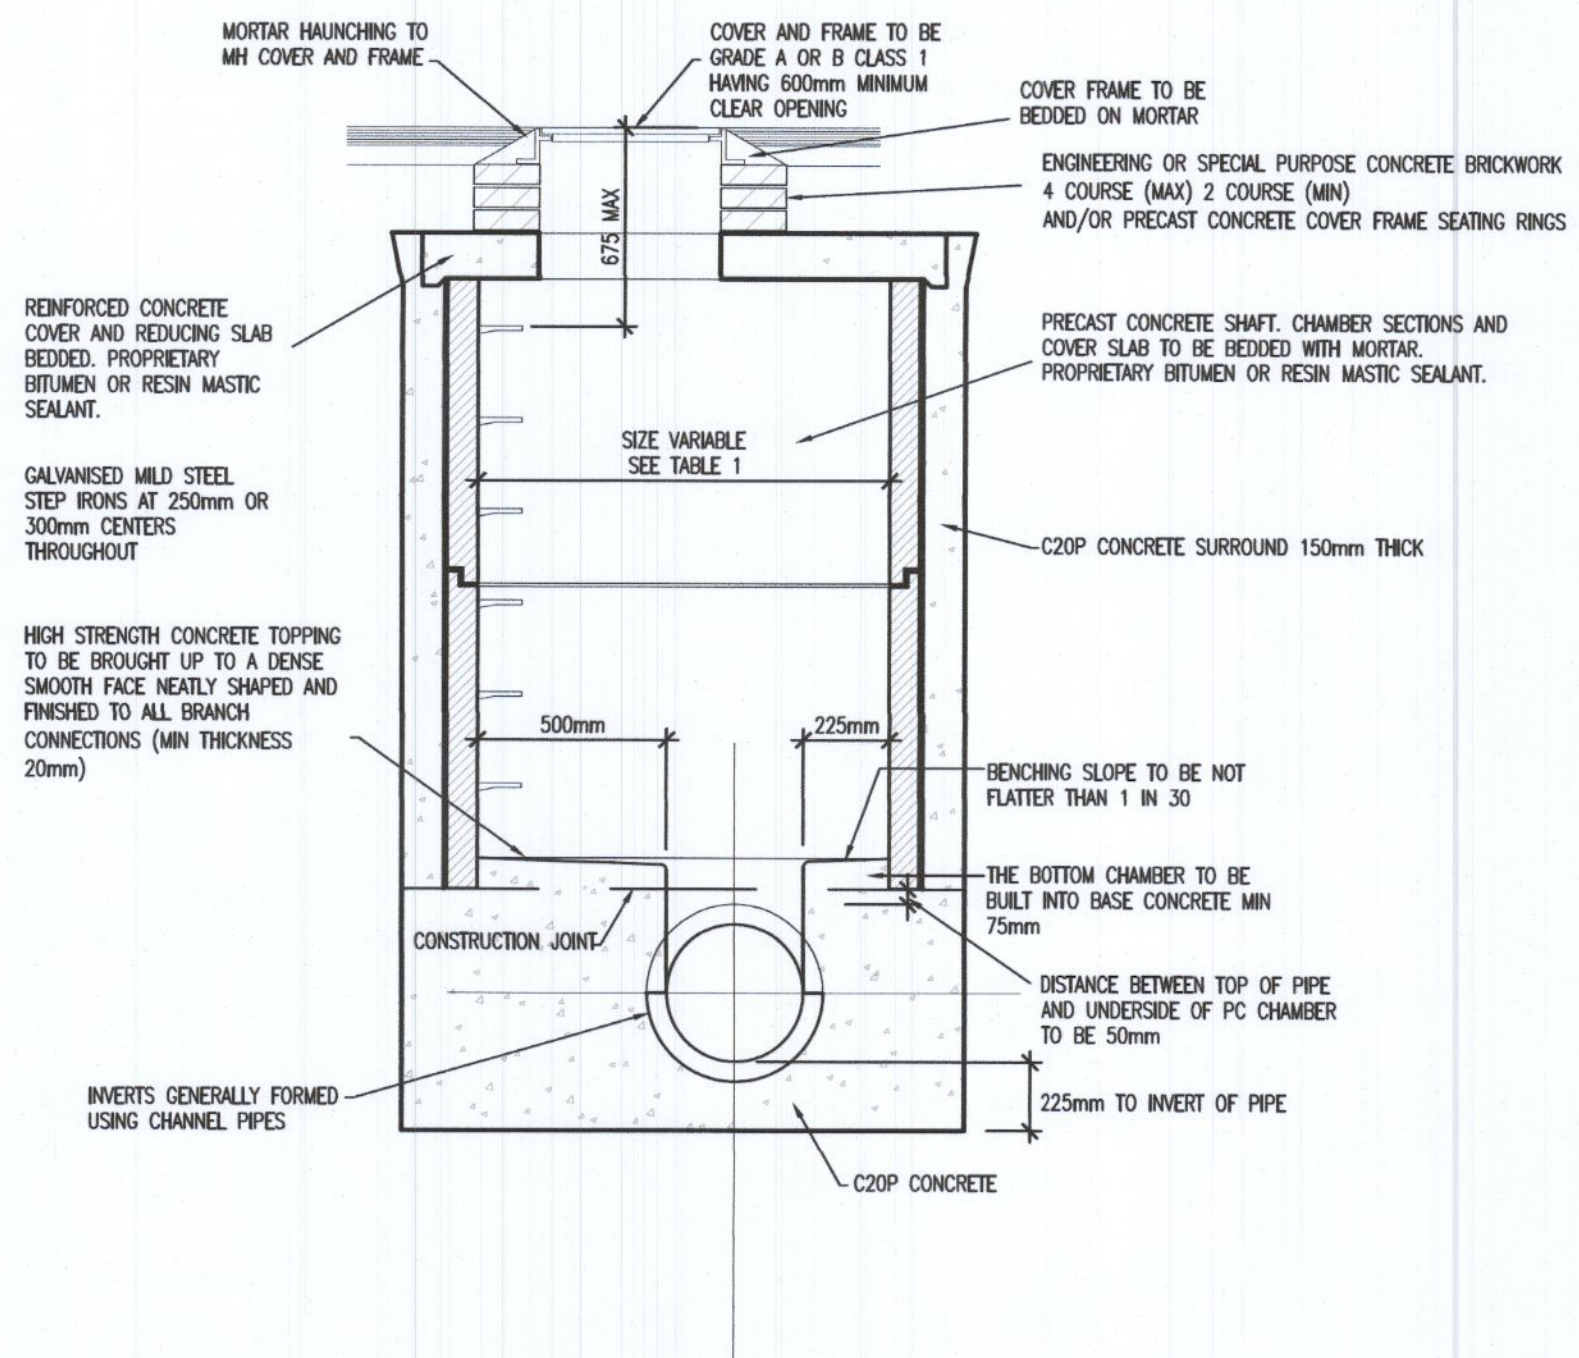 MORTAR HAUNCHING TO
MH COVER AND FRAME
COVER AND FRAME TO BE
GRADE A OR B CLASS 1
HAVING 600mm MINIMUM
CLEAR OPENING
COVER FRAME TO BE
BEDDED ON MORTAR
ENGINEERING OR SPECIAL PURPOSE CONCRETE BRICKWORK
4 COURSE (MAX) 2 COURSE (MIN)
AND/OR PRECAST CONCRETE COVER FRAME SEATING RINGS
675 MAX
REINFORCED CONCRETE
COVER AND REDUCING SLAB
BEDDED. PROPRIETARY
BITUMEN OR RESIN MASTIC
SEALANT.
PRECAST CONCRETE SHAFT. CHAMBER SECTIONS AND
COVER SLAB TO BE BEDDED WITH MORTAR.
PROPRIETARY BITUMEN OR RESIN MASTIC SEALANT.
SIZE VARIABLE
SEE TABLE 1
GALVANISED MILD STEEL
STEP IRONS AT 250mm OR
300mm CENTERS
THROUGHOUT
C20P CONCRETE SURROUND 150mm THICK
HIGH STRENGTH CONCRETE TOPPING
TO BE BROUGHT UP TO A DENSE
SMOOTH FACE NEATLY SHAPED AND
FINISHED TO ALL BRANCH
CONNECTIONS (MIN THICKNESS
20mm)
500mm
225mm
BENCHING SLOPE TO BE NOT
FLATTER THAN 1 IN 30
THE BOTTOM CHAMBER TO BE
BUILT INTO BASE CONCRETE MIN
75mm
CONSTRUCTION JOINT
DISTANCE BETWEEN TOP OF PIPE
AND UNDERSIDE OF PC CHAMBER
TO BE 50mm
INVERTS GENERALLY FORMED
USING CHANNEL PIPES
225mm TO INVERT OF PIPE
C20P CONCRETE